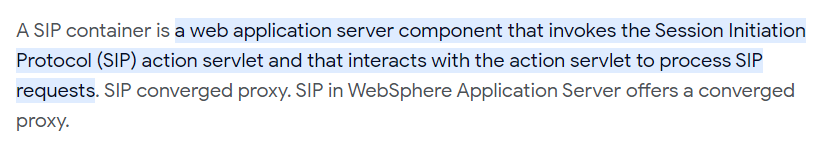 A SIP container is a web application server component that invokes the Session Initiation
Protocol (SIP) action servlet and that interacts with the action servlet to process SIP
requests. SIP converged proxy. SIP in WebSphere Application Server offers a converged
proxy.